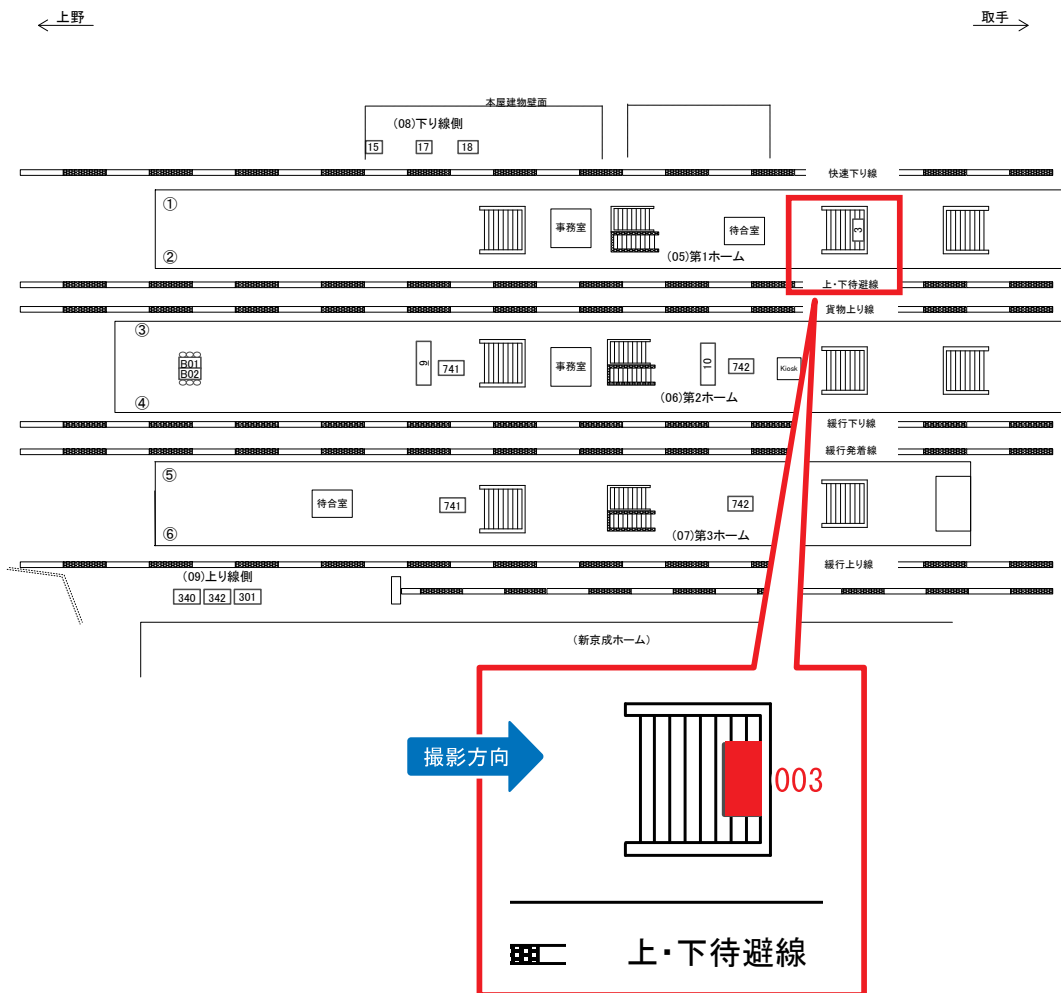 上野
取手
本屋建物壁面
(08)下り線側
15 17 18
快速下り線
①
事務室
待合室
3
②
(05)第1ホーム
上・下待避線
貨物上り線
③
B01
B02
9
741
事務室
10
742
Kiosk
(06)第2ホーム
④
緩行下り線
緩行発着線
⑤
待合室
741
742
⑥
(07)第3ホーム
緩行上り線
(09)上り線側
340 342 301
(新京成ホーム)
撮影方向
003
上・下待避線